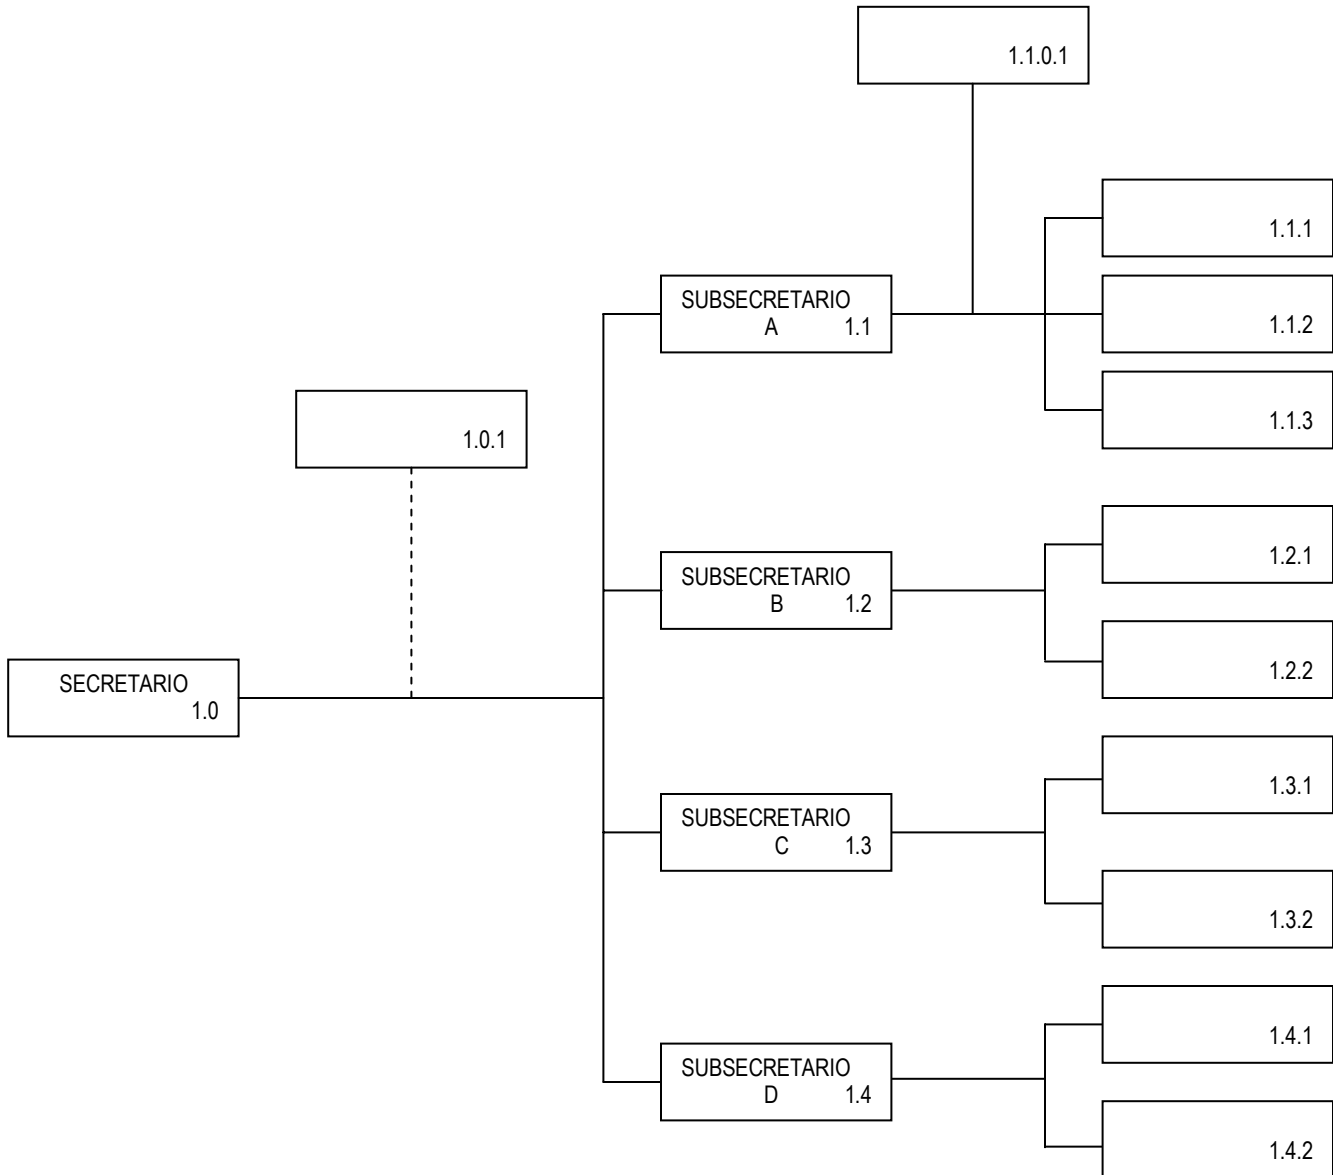 1.1.0.1
1.1.1
SUBSECRETARIO
A 1.1
1.1.2
1.1.3
1.0.1
1.2.1
SUBSECRETARIO
B 1.2
1.2.2
SECRETARIO
1.0
1.3.1
SUBSECRETARIO
C 1.3
1.3.2
1.4.1
SUBSECRETARIO
D 1.4
1.4.2